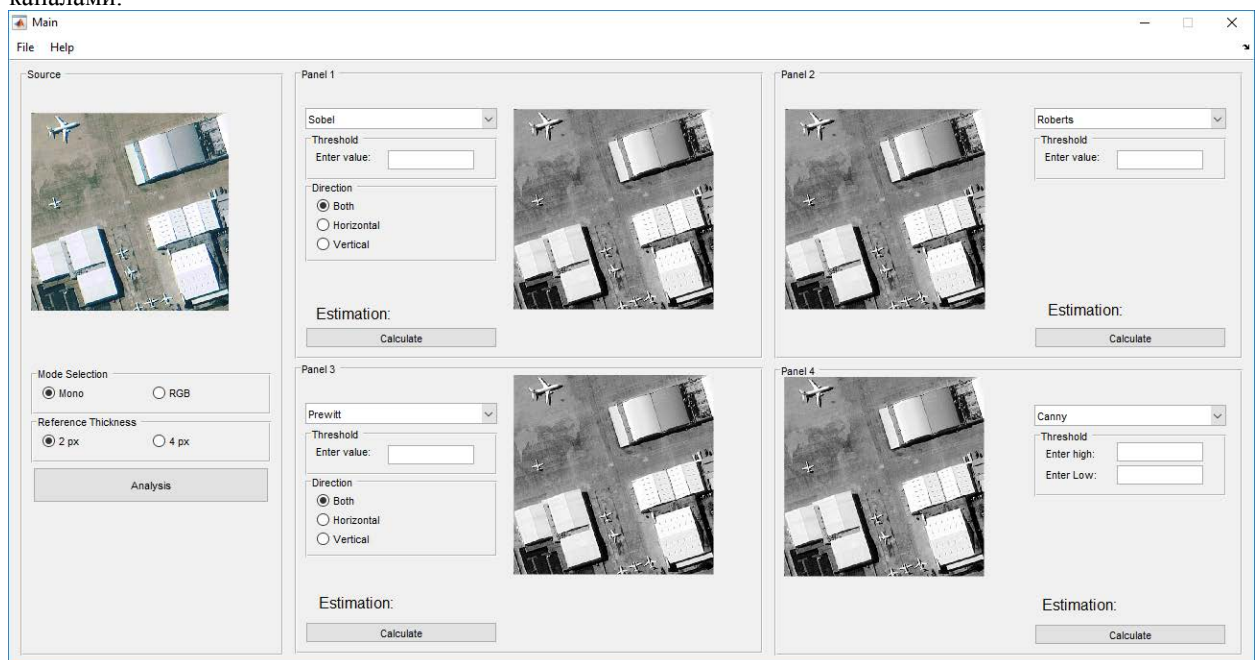 каналами.
Main
File Help
Source
Mode Selection
Mono RGB
Reference Thickness
2 px 4 px
Analysis
Panel 1
Sobel
Threshold
Enter value:
Direction
Both
Horizontal
Vertical
Estimation:
Calculate
Panel 2
Roberts
Threshold
Enter value:
Estimation:
Calculate
Panel 3
Prewitt
Threshold
Enter value:
Direction
Both
Horizontal
Vertical
Estimation:
Calculate
Panel 4
Canny
Threshold
Enter high:
Enter Low:
Estimation:
Calculate